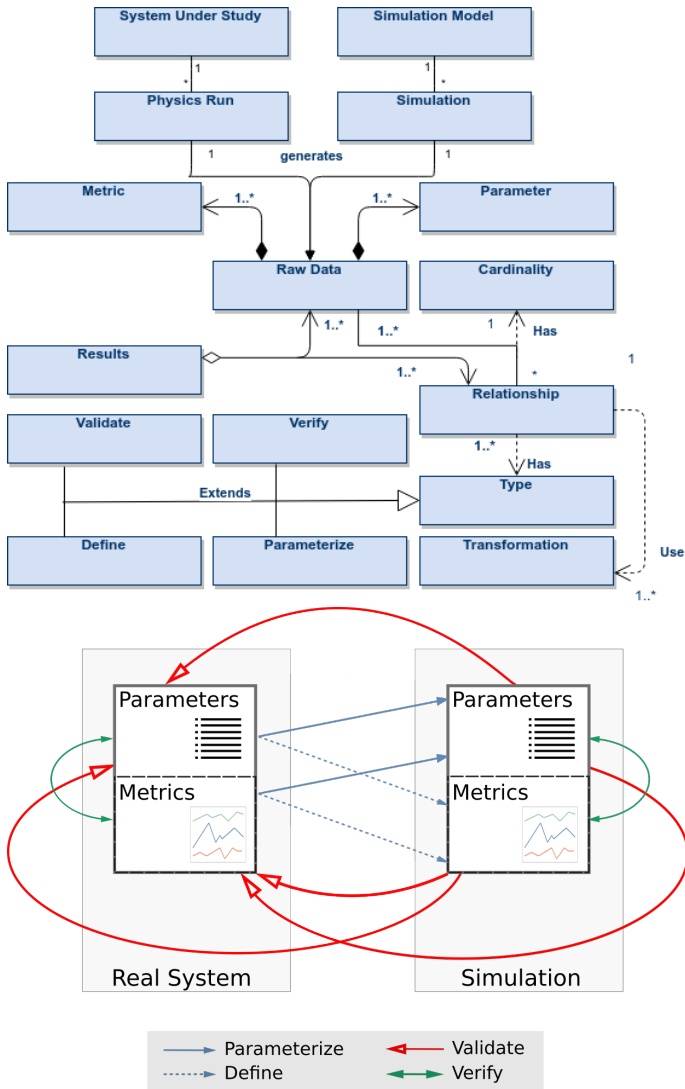 System Under Study
Simulation Model
1
*
1
*
Physics Run
Simulation
1
generates
1
Metric
1..*
1..*
Parameter
Raw Data
Cardinality
1..*
1..*
1
Has
Results
1..*
*
1
Relationship
Validate
Verify
1..*
Has
Extends
Type
Define
Parameterize
Transformation
Use
1..*
Parameters
Parameters
Metrics
Metrics
Real System
Simulation
Parameterize
Validate
Define
Verify